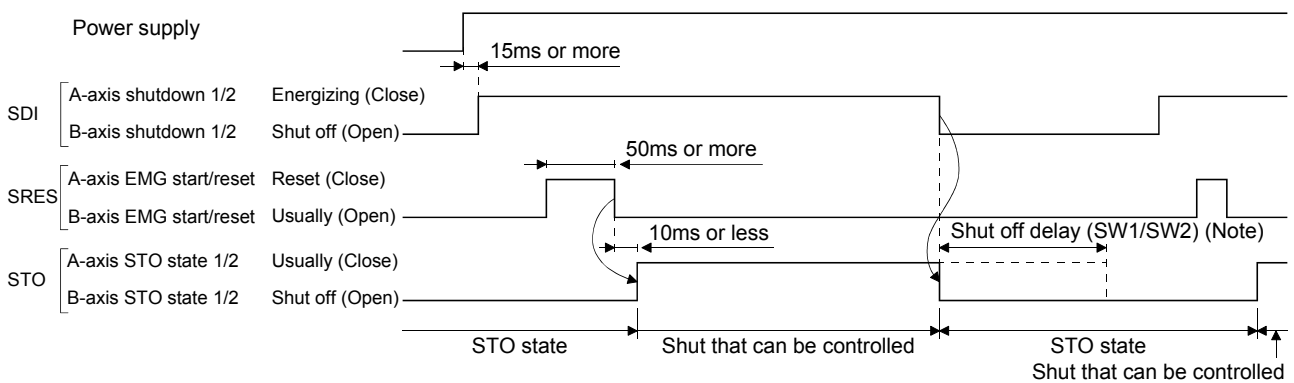 Power supply
15ms or more
SDI
A-axis shutdown 1/2 Energizing (Close)
B-axis shutdown 1/2 Shut off (Open)
50ms or more
SRES
A-axis EMG start/reset Reset (Close)
B-axis EMG start/reset Usually (Open)
10ms or less
Shut off delay (SW1/SW2) (Note)
STO
A-axis STO state 1/2 Usually (Close)
B-axis STO state 1/2 Shut off (Open)
STO state
Shut that can be controlled
STO state
Shut that can be controlled